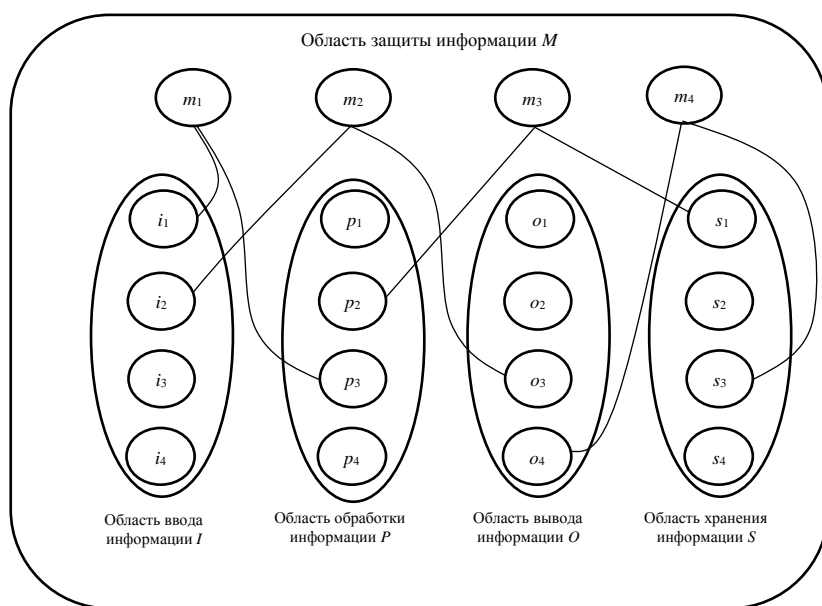 Область защиты информации M
m1 m2 m3 m4
i1 p1 o1 s1
i2 p2 o2 s2
i3 p3 o3 s3
i4 p4 o4 s4
Область ввода
информации I
Область обработки
информации P
Область вывода
информации O
Область хранения
информации S